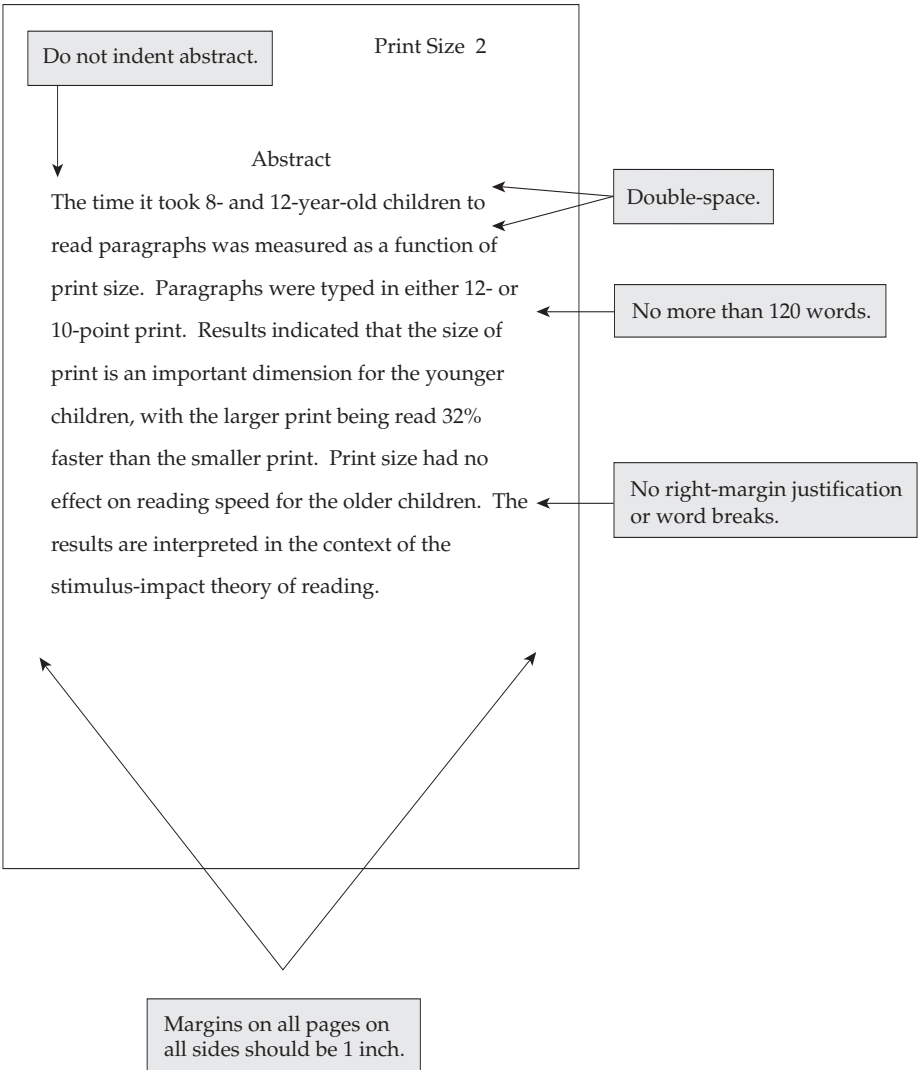 Do not indent abstract.
Print Size 2
Abstract
The time it took 8- and 12-year-old children to
read paragraphs was measured as a function of
print size. Paragraphs were typed in either 12- or
10-point print. Results indicated that the size of
print is an important dimension for the younger
children, with the larger print being read 32%
faster than the smaller print. Print size had no
effect on reading speed for the older children. The
results are interpreted in the context of the
stimulus-impact theory of reading.
Double-space.
No more than 120 words.
No right-margin justification
or word breaks.
Margins on all pages on
all sides should be 1 inch.